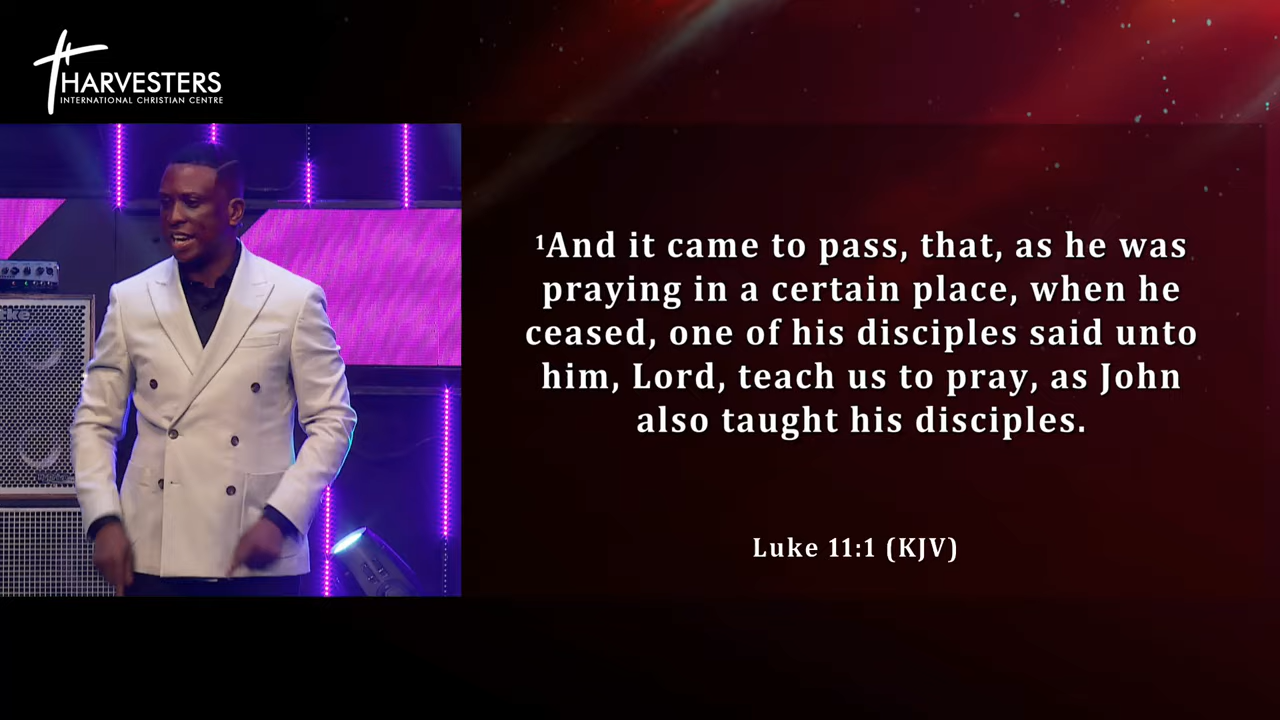 HARVESTERS
INTERNATIONAL CHRISTIAN CENTRE
¹And it came to pass, that, as he was
praying in a certain place, when he
ceased, one of his disciples said unto
him, Lord, teach us to pray, as John
also taught his disciples.
Luke 11:1 (KJV)